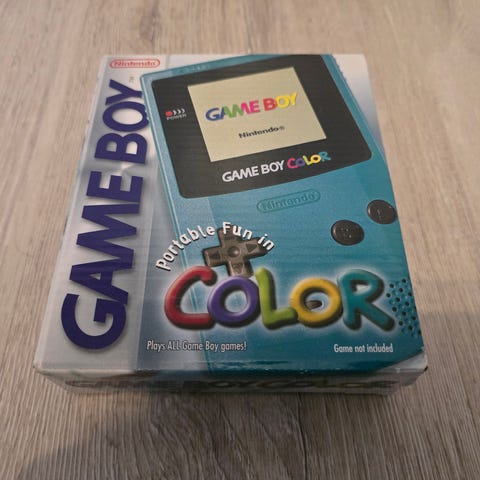 Nintendo
GAME BOY
TM
POWER
GAME BOY
Nintendo®
GAME BOY COLOR
Nintendo
Portable Fun in
COLOR
Plays ALL Game Boy games!
Game not included
GAME BOY COLOR